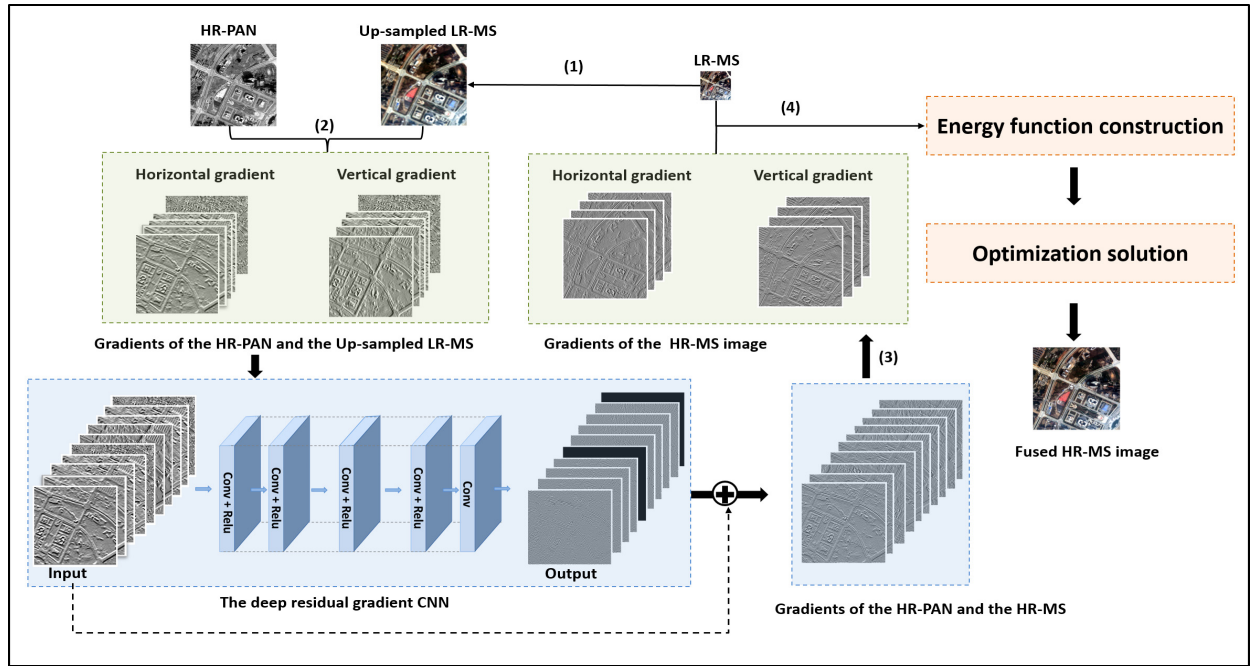 HR-PAN
Up-sampled LR-MS
LR-MS
(1)
(2)
(4)
Energy function construction
Horizontal gradient
Vertical gradient
Horizontal gradient
Vertical gradient
Optimization solution
Gradients of the HR-PAN and the Up-sampled LR-MS
Gradients of the HR-MS image
(3)
Fused HR-MS image
Conv + Relu
Conv + Relu
Conv + Relu
Conv + Relu
Conv
Input
Output
The deep residual gradient CNN
Gradients of the HR-PAN and the HR-MS